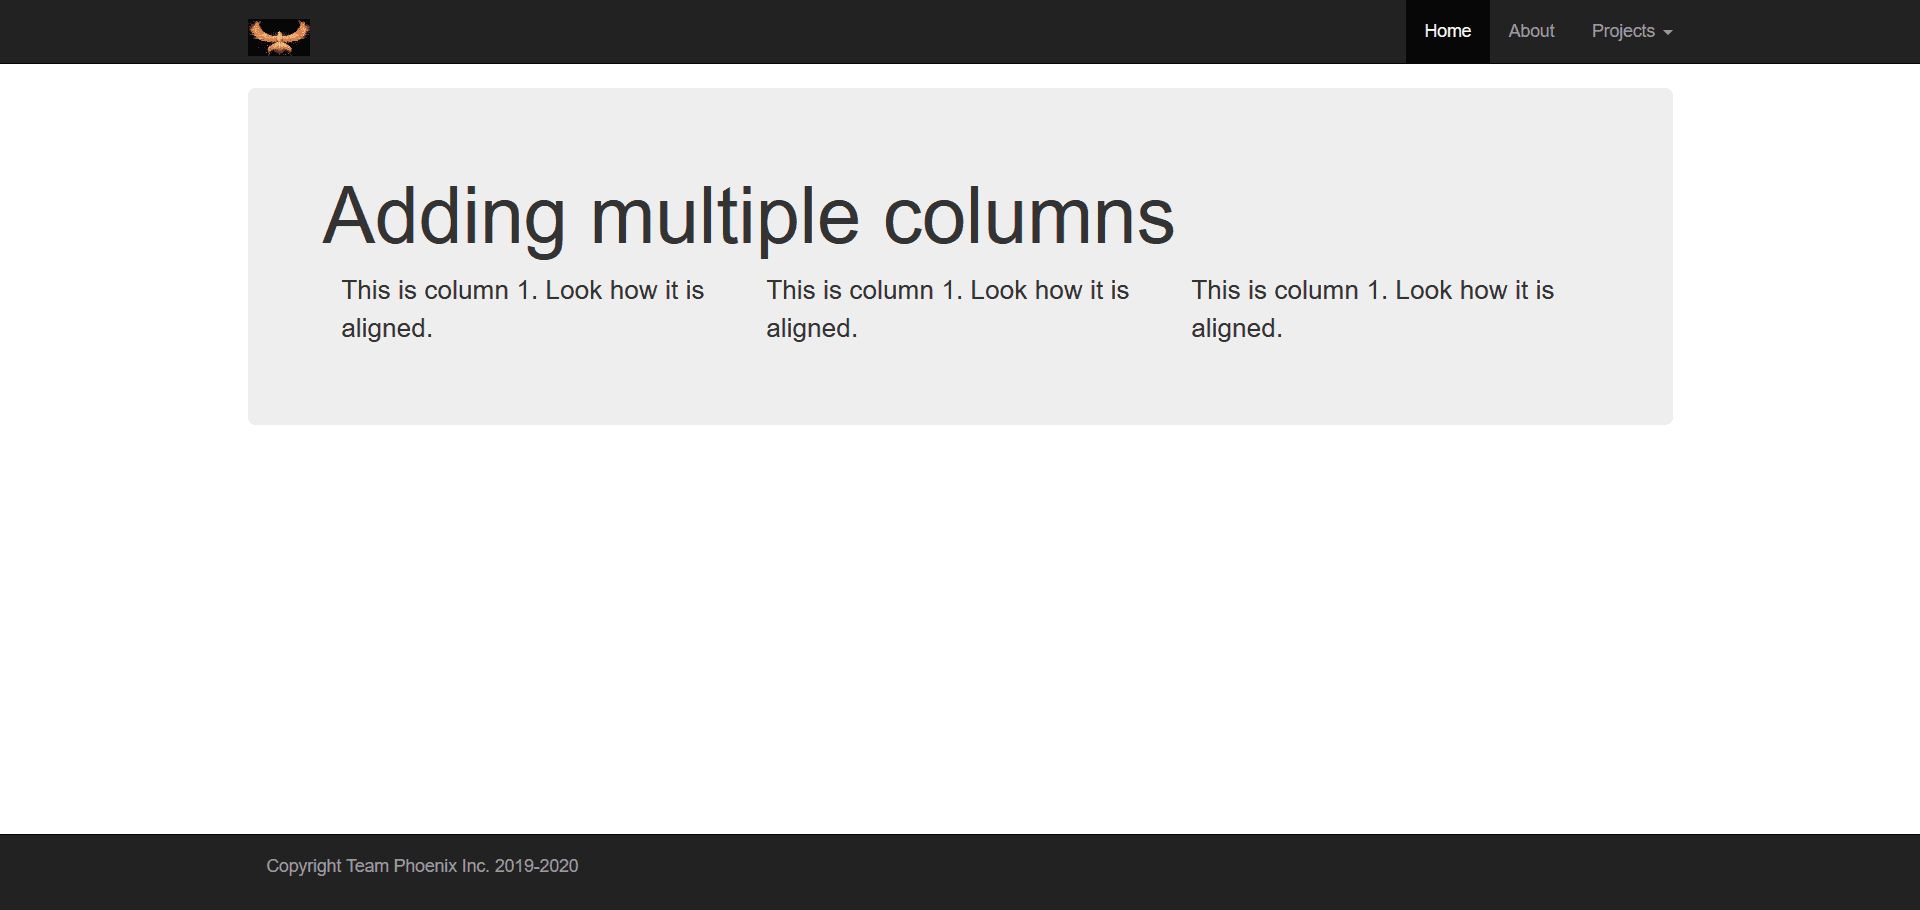 Home About Projects
Adding multiple columns
This is column 1. Look how it is
aligned.
This is column 1. Look how it is
aligned.
This is column 1. Look how it is
aligned.
Copyright Team Phoenix Inc. 2019-2020